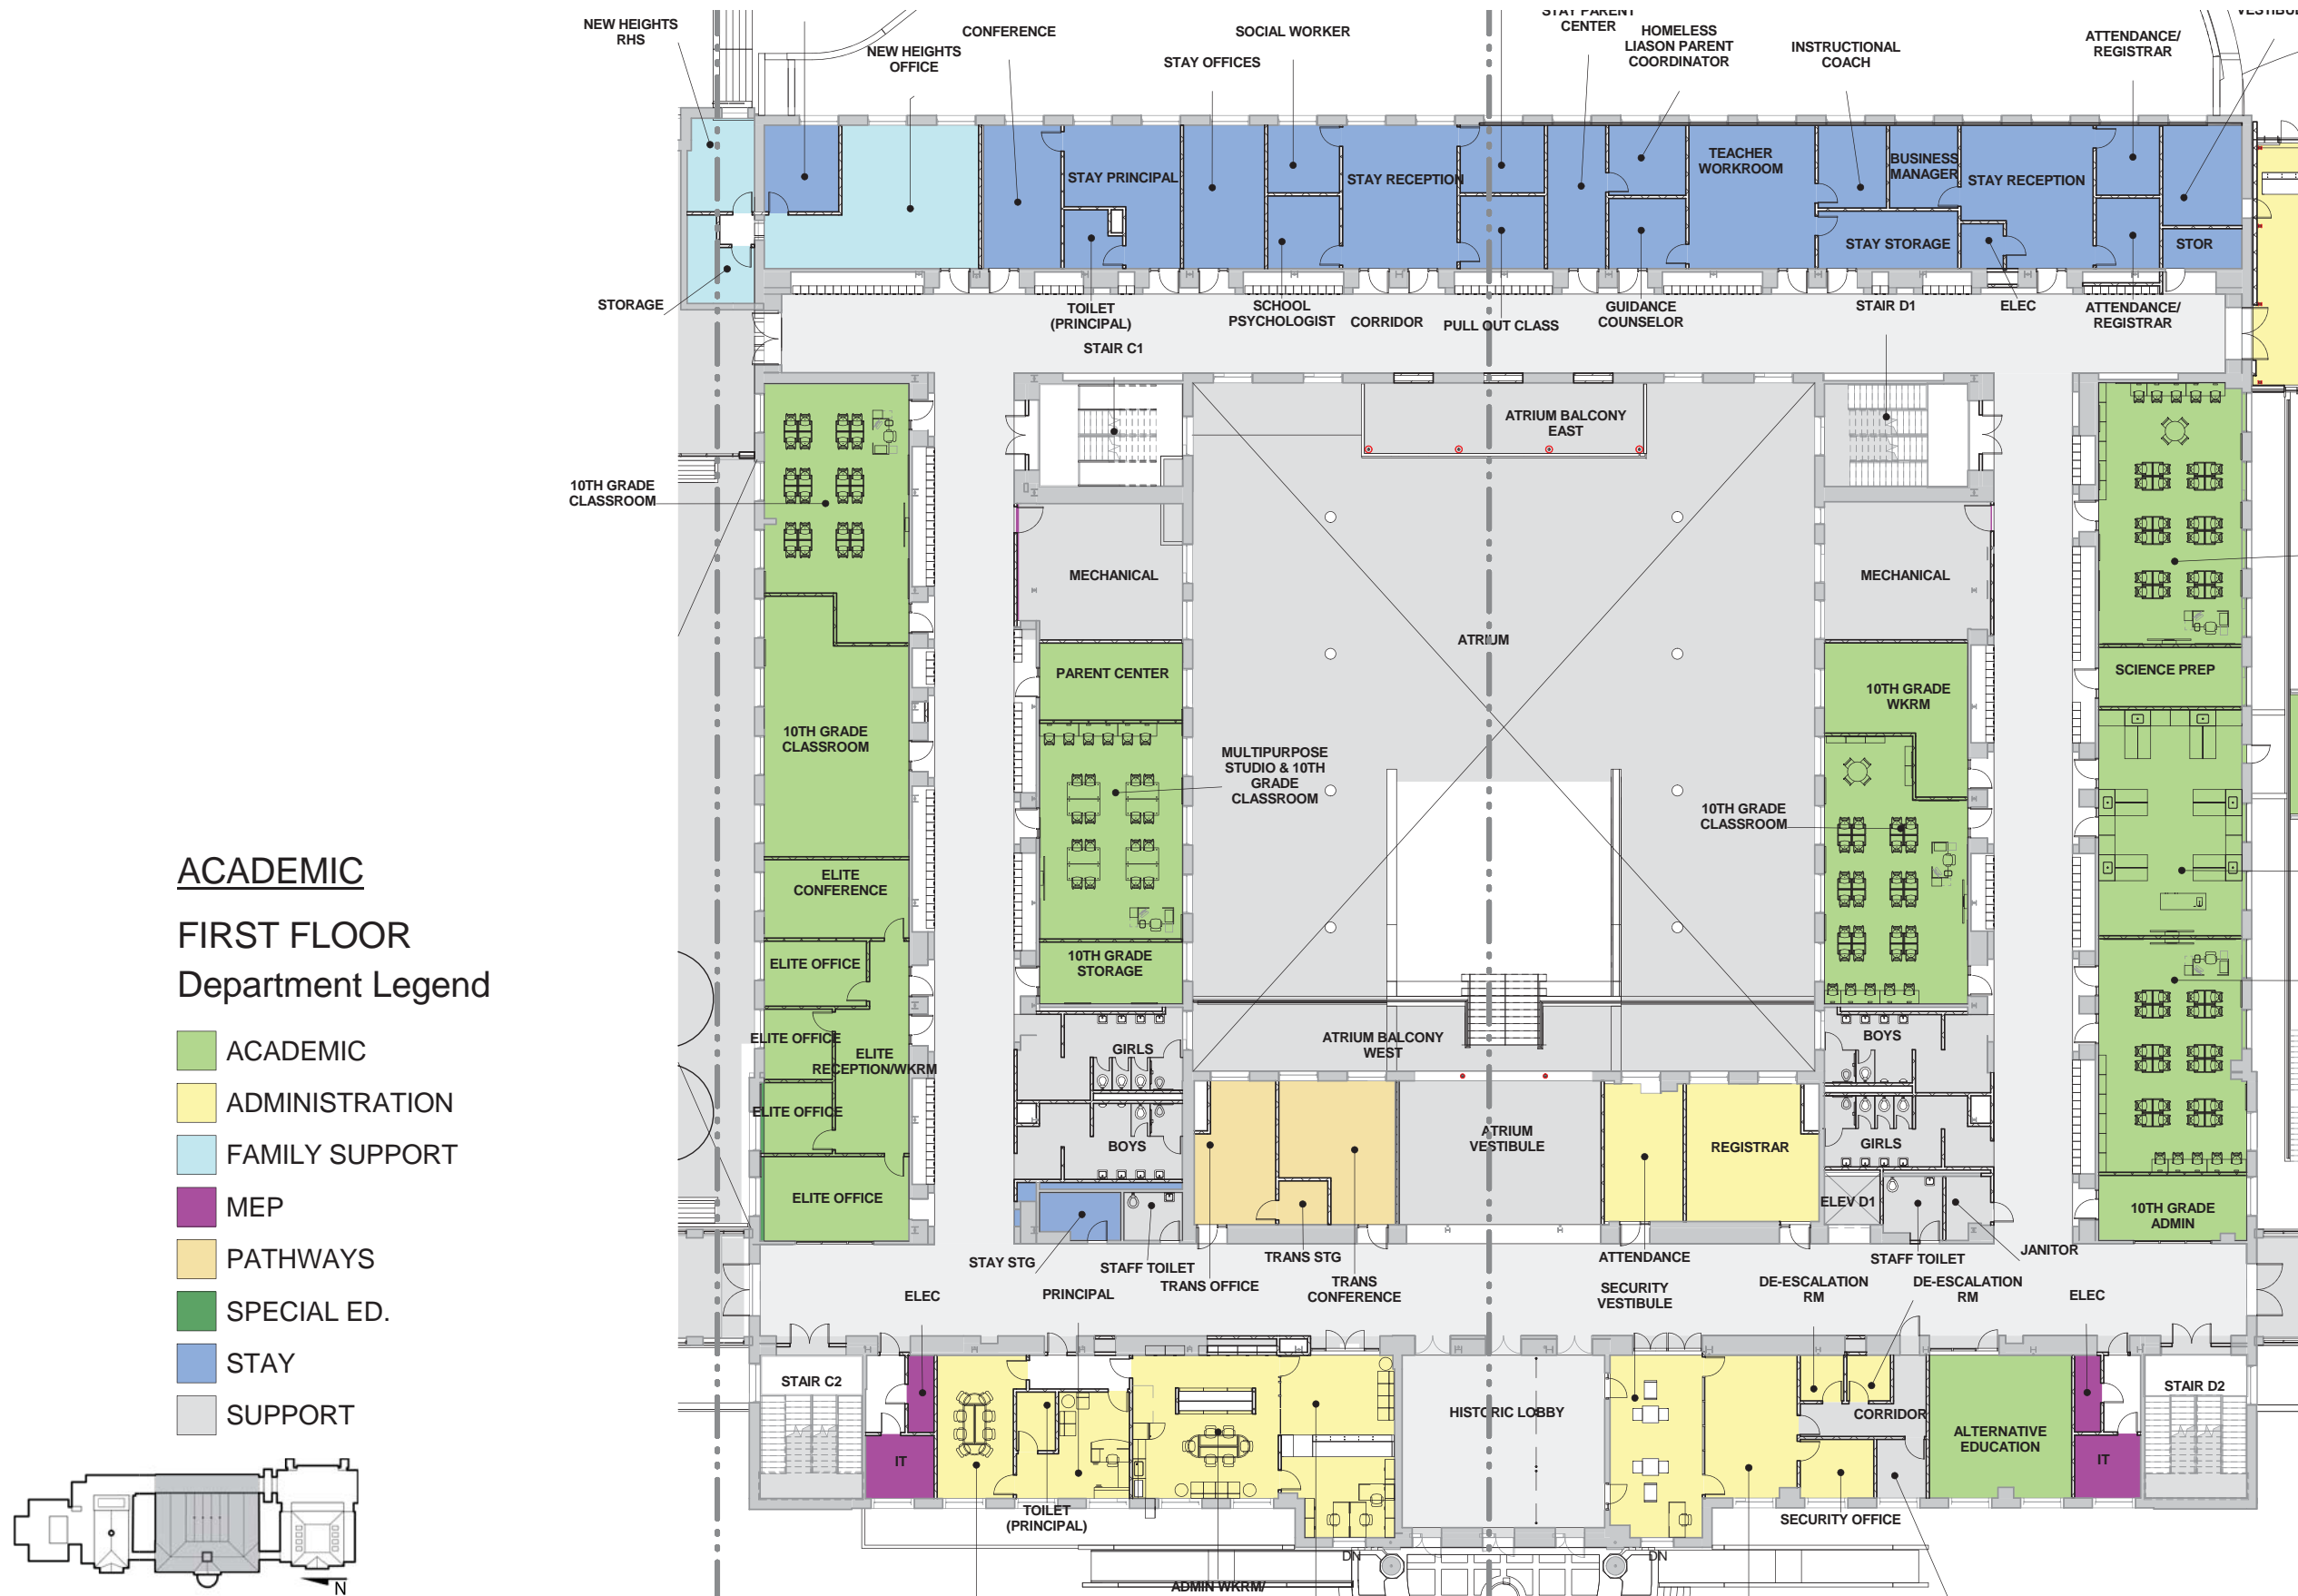 NEW HEIGHTS
RHS
NEW HEIGHTS
OFFICE
CONFERENCE
STAY OFFICES
SOCIAL WORKER
STAY PARENT
CENTER
HOMELESS
LIASON PARENT
COORDINATOR
INSTRUCTIONAL
COACH
ATTENDANCE/
REGISTRAR
STAY PRINCIPAL
STAY RECEPTION
TEACHER
WORKROOM
BUSINESS
MANAGER
STAY RECEPTION
STAY STORAGE
STOR
STORAGE
TOILET
(PRINCIPAL)
SCHOOL
PSYCHOLOGIST
CORRIDOR
PULL OUT CLASS
GUIDANCE
COUNSELOR
STAIR D1
ELEC
ATTENDANCE/
REGISTRAR
STAIR C1
ATRIUM BALCONY
EAST
10TH GRADE
CLASSROOM
MECHANICAL
MECHANICAL
ATRIUM
PARENT CENTER
10TH GRADE
WKRM
SCIENCE PREP
10TH GRADE
CLASSROOM
MULTIPURPOSE
STUDIO & 10TH
GRADE
CLASSROOM
10TH GRADE
CLASSROOM
ELITE
CONFERENCE
ELITE OFFICE
10TH GRADE
STORAGE
ELITE OFFICE
ELITE
RECEPTION/WKRM
GIRLS
ATRIUM BALCONY
WEST
BOYS
ELITE OFFICE
BOYS
ATRIUM
VESTIBULE
REGISTRAR
GIRLS
ELITE OFFICE
ELEV D1
10TH GRADE
ADMIN
STAY STG
STAFF TOILET
TRANS OFFICE
TRANS STG
TRANS
CONFERENCE
ATTENDANCE
STAFF TOILET
JANITOR
ELEC
PRINCIPAL
SECURITY
VESTIBULE
DE-ESCALATION
RM
DE-ESCALATION
RM
ELEC
STAIR C2
STAIR D2
HISTORIC LOBBY
CORRIDOR
ALTERNATIVE
EDUCATION
IT
IT
TOILET
(PRINCIPAL)
SECURITY OFFICE
DN
DN
ADMIN WKRM/
ACADEMIC
FIRST FLOOR
Department Legend
ACADEMIC
ADMINISTRATION
FAMILY SUPPORT
MEP
PATHWAYS
SPECIAL ED.
STAY
SUPPORT
N